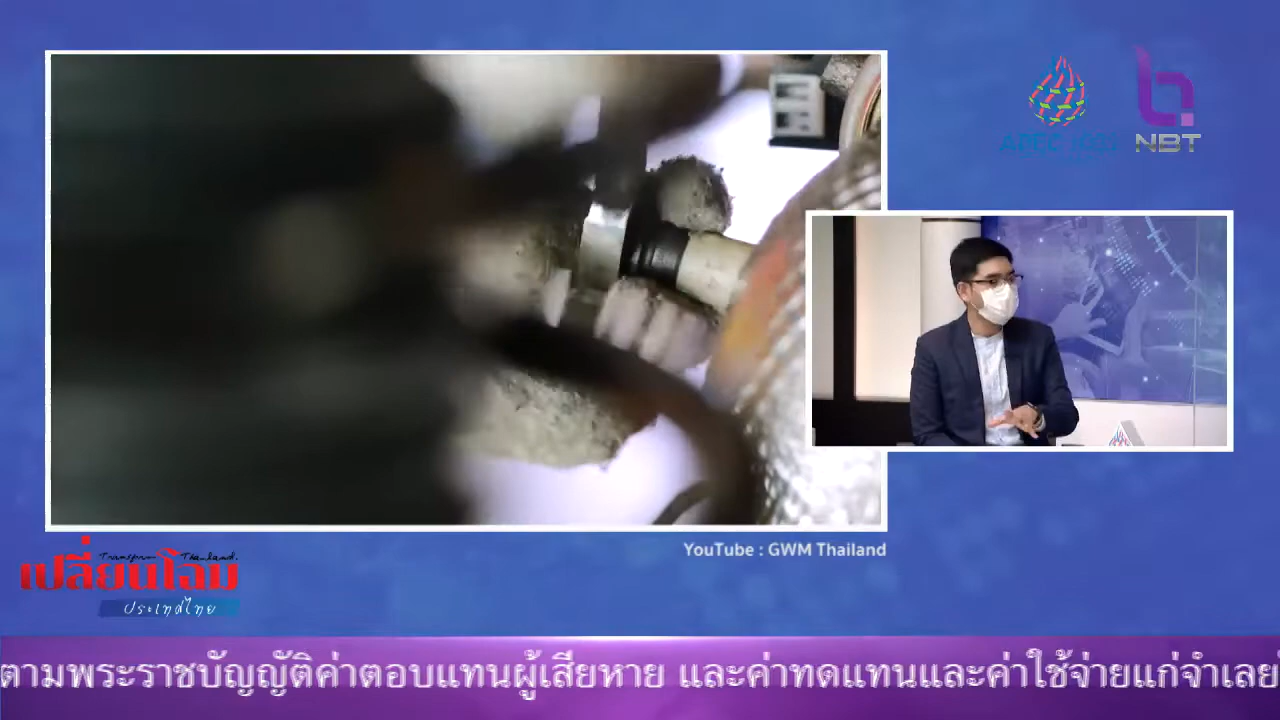 NBT
YouTube : GWM Thailand
Transform Thailand.
เปลี่ยนโฉม
ประเทศไทย
ตามพระราชบัญญัติค่าตอบแทนผู้เสียหาย และค่าทดแทนและค่าใช้จ่ายแก่จำเลย